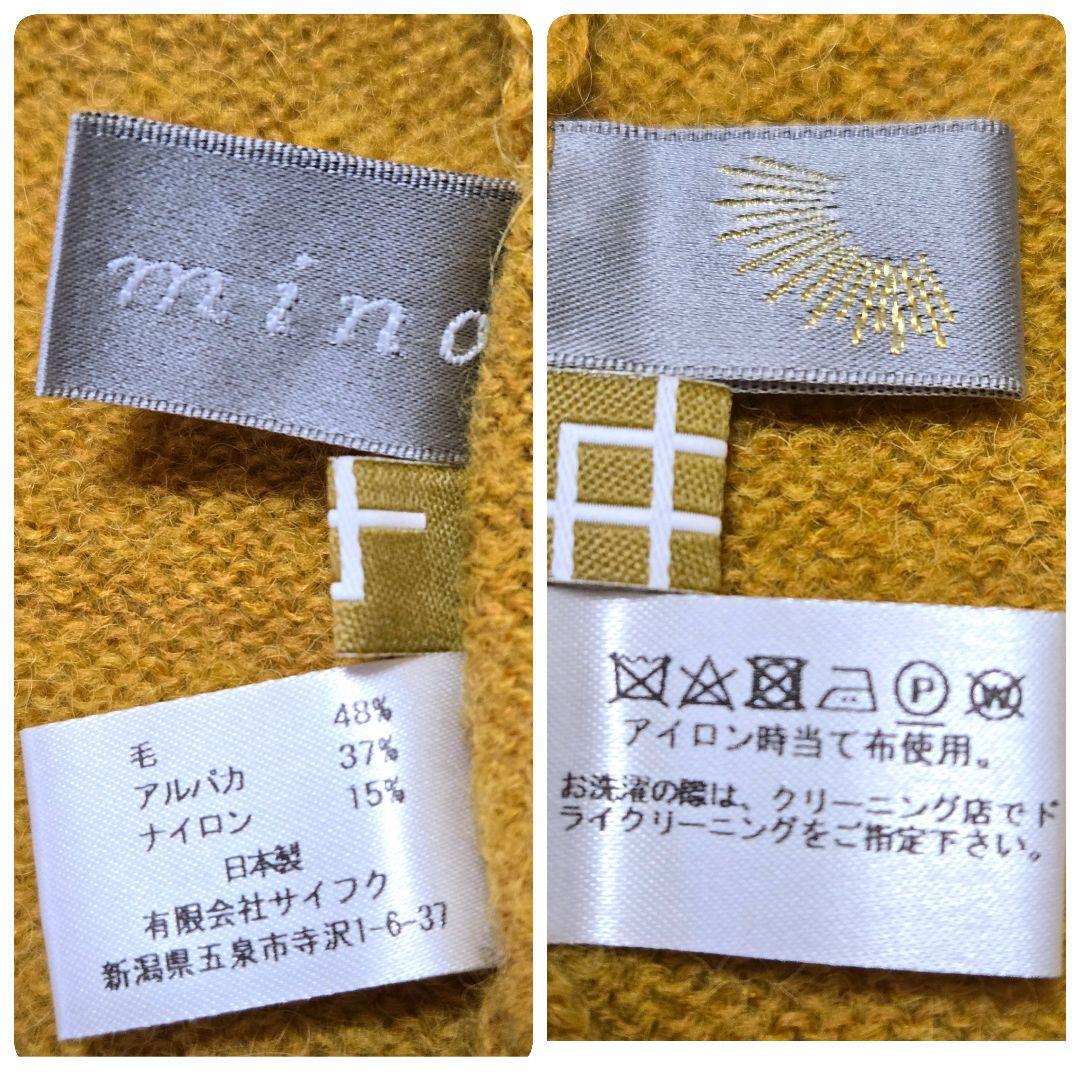 mino
毛 48%
アルパカ 37%
ナイロン 15%
日本製
有限会社サイフク
新潟県五泉市寺沢1-6-37
P
W
アイロン時当て布使用。
お洗濯の際は、クリーニング店でド
ライクリーニングをご指定下さい。